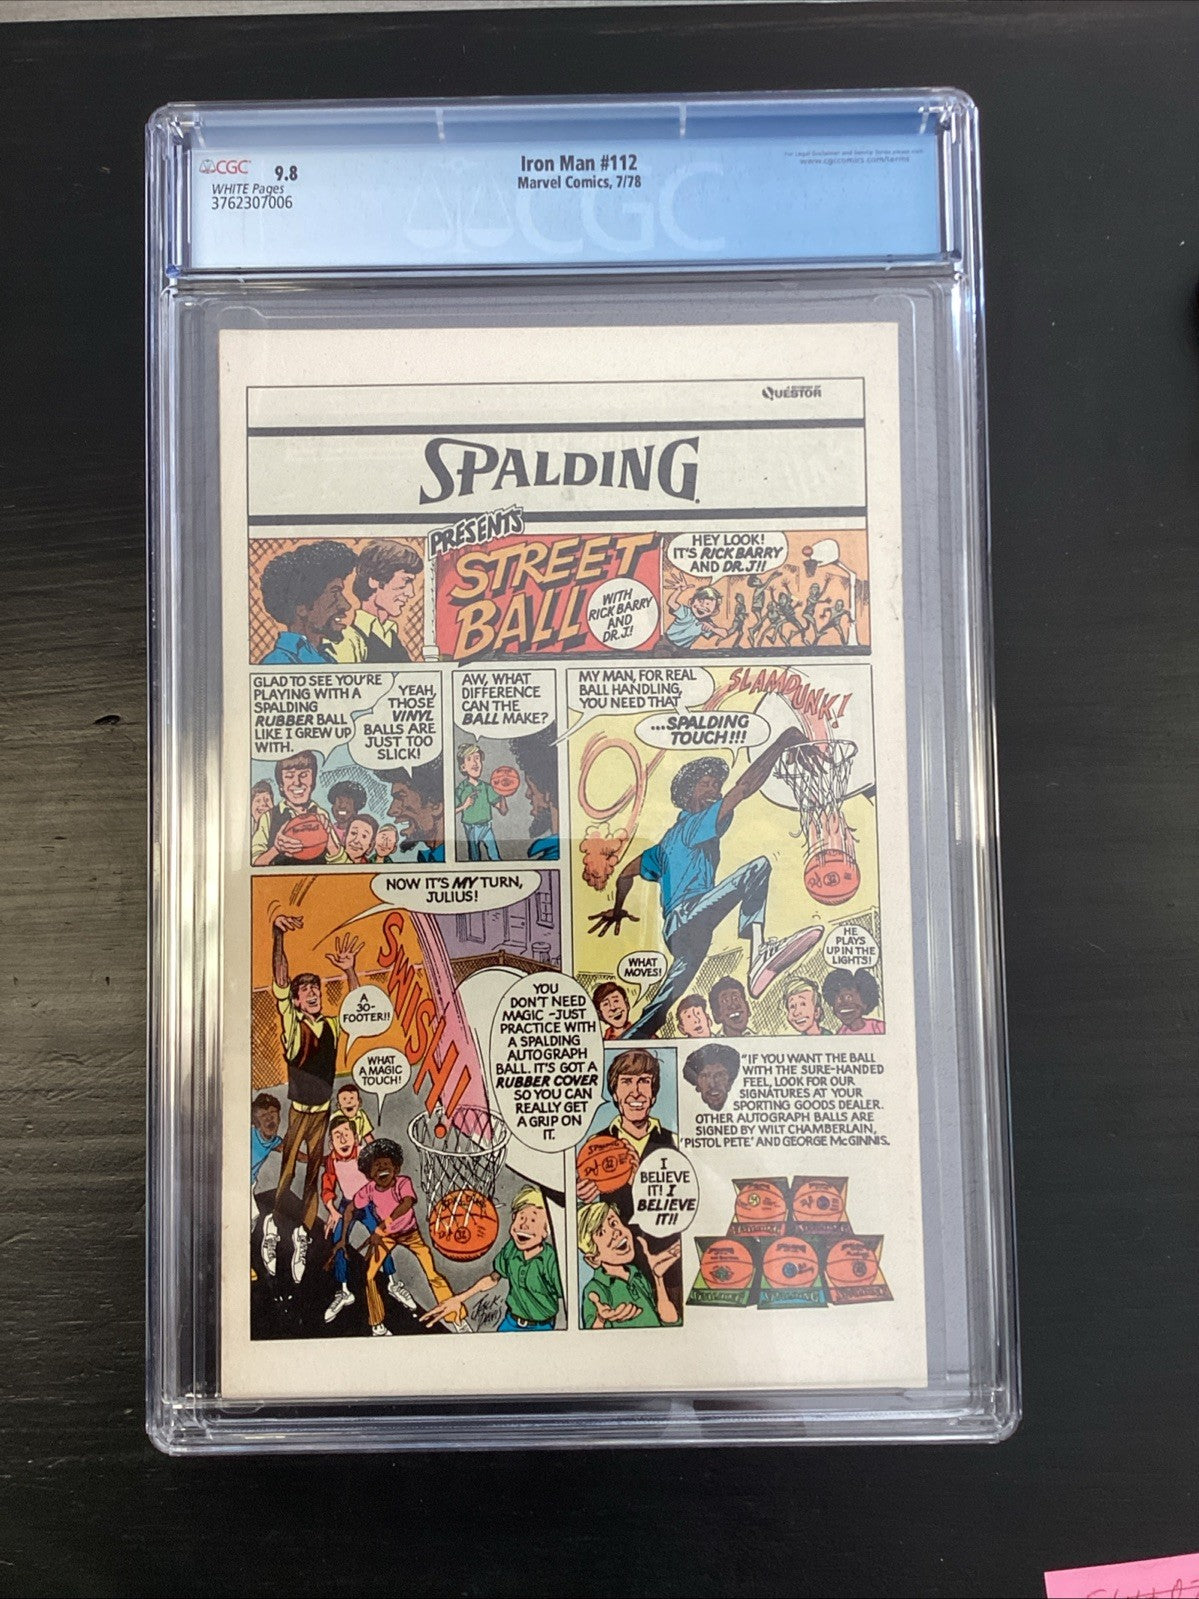 CGC 9.8
WHITE Pages
3762307006
Iron Man #112
Marvel Comics, 7/78
www.cgccomics.com/terms
CGC
A DIVISION OF
QUESTOR
SPALDING
PRESENTS
STREET
BALL
WITH
RICK BARRY
AND
DR. J!
HEY LOOK!
IT'S RICK BARRY
AND DR. J!!
GLAD TO SEE YOU'RE
PLAYING WITH A
SPALDING
RUBBER BALL
LIKE I GREW UP
WITH.
YEAH,
THOSE
VINYL
BALLS ARE
JUST TOO
SLICK!
AW, WHAT
DIFFERENCE
CAN THE
BALL MAKE?
MY MAN, FOR REAL
BALL HANDLING,
YOU NEED THAT
...SPALDING
TOUCH!!!
SLAMDUNK!
WHAT
MOVES!
HE
PLAYS
UP IN THE
LIGHTS!
NOW IT'S MY TURN,
JULIUS!
SWISH!
A
30-
FOOTER!!
WHAT
A MAGIC
TOUCH!
YOU
DON'T NEED
MAGIC -JUST
PRACTICE WITH
A SPALDING
AUTOGRAPH
BALL. IT'S GOT A
RUBBER COVER
SO YOU CAN
REALLY GET
A GRIP ON
IT.
I
BELIEVE
IT! I
BELIEVE
IT!!
"IF YOU WANT THE BALL
WITH THE SURE-HANDED
FEEL, LOOK FOR OUR
SIGNATURES AT YOUR
SPORTING GOODS DEALER.
OTHER AUTOGRAPH BALLS ARE
SIGNED BY WILT CHAMBERLAIN,
'PISTOL PETE' AND GEORGE McGINNIS.
SPALDING
JACK
DAVIS